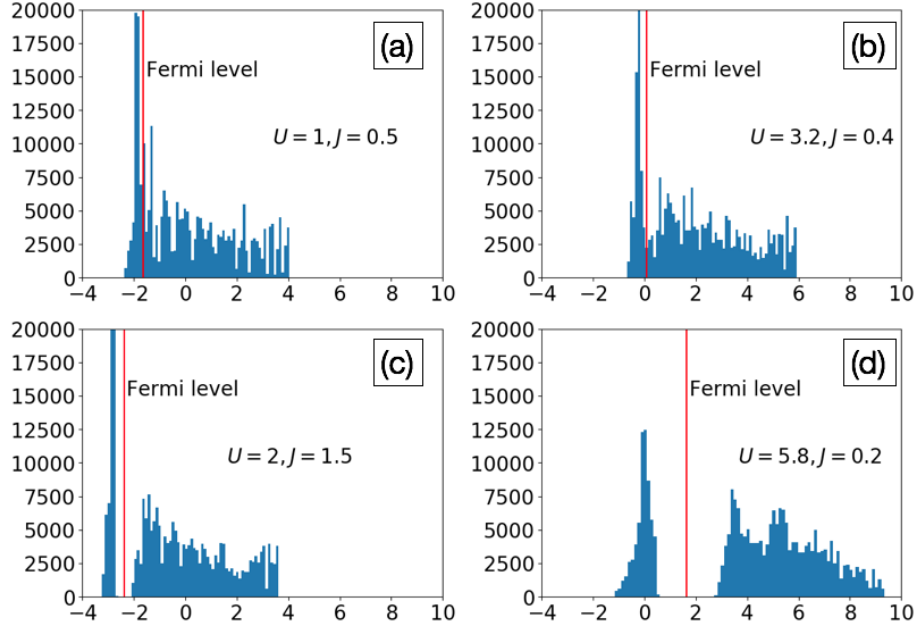 20000
17500
15000
12500
10000
7500
5000
2500
0
−4 −2 0 2 4 6 8 10
(a)
Fermi level
U = 1, J = 0.5
20000
17500
15000
12500
10000
7500
5000
2500
0
−4 −2 0 2 4 6 8 10
(b)
Fermi level
U = 3.2, J = 0.4
20000
17500
15000
12500
10000
7500
5000
2500
0
−4 −2 0 2 4 6 8 10
(c)
Fermi level
U = 2, J = 1.5
20000
17500
15000
12500
10000
7500
5000
2500
0
−4 −2 0 2 4 6 8 10
(d)
Fermi level
U = 5.8, J = 0.2